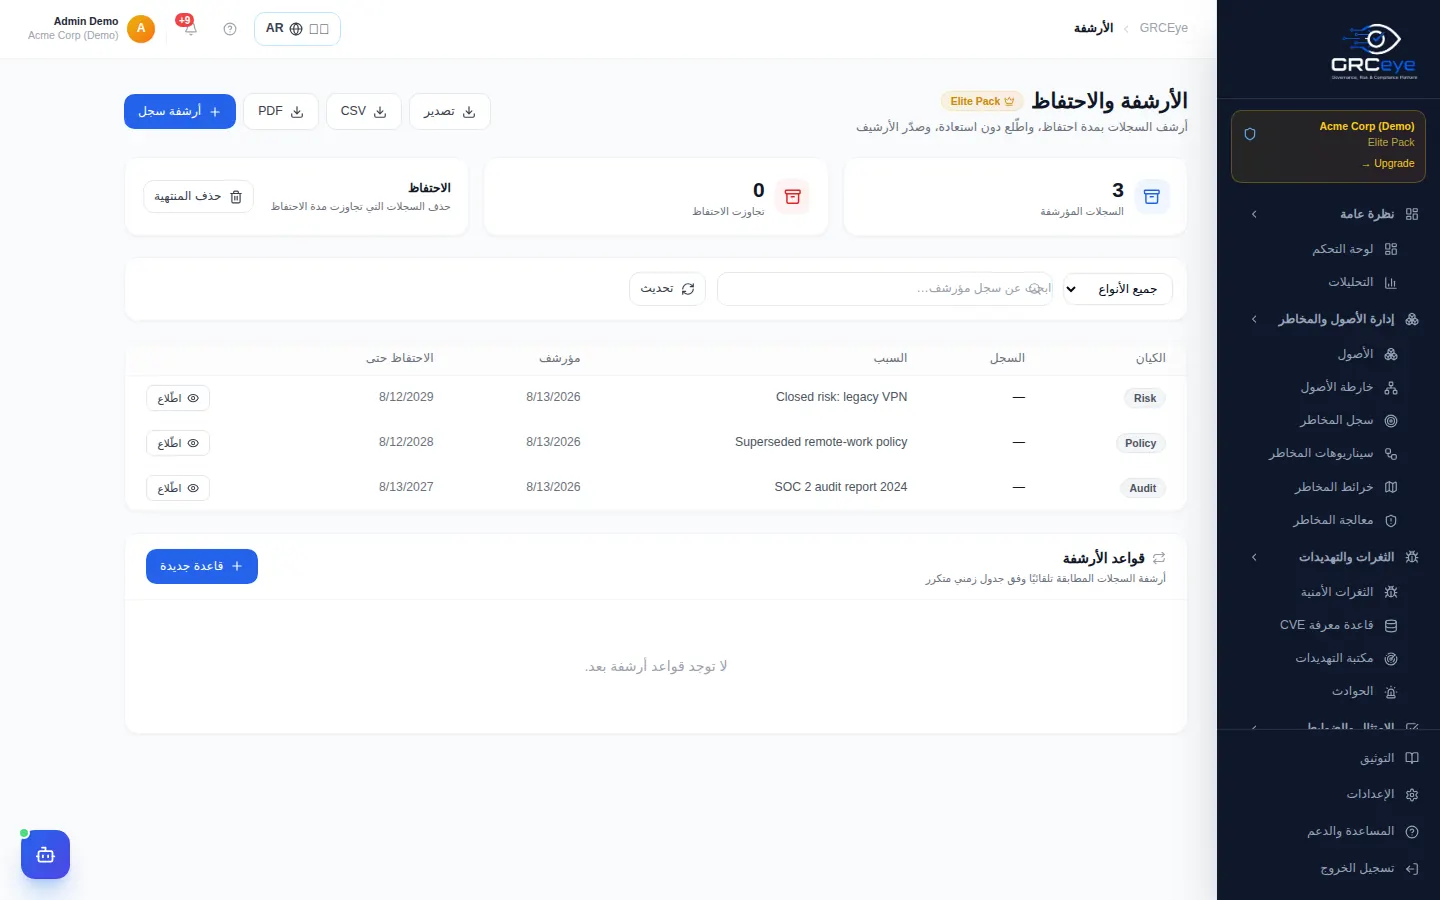 GRCeye
Governance, Risk & Compliance Platform
Acme Corp (Demo)
Elite Pack
Upgrade →
نظرة عامة
لوحة التحكم
التحليلات
إدارة الأصول والمخاطر
الأصول
خارطة الأصول
سجل المخاطر
سيناريوهات المخاطر
خرائط المخاطر
معالجة المخاطر
الثغرات والتهديدات
الثغرات الأمنية
قاعدة معرفة CVE
مكتبة التهديدات
الحوادث
الامتثال والضوابط
التوثيق
الإعدادات
المساعدة والدعم
تسجيل الخروج
GRCEye
الأرشفة
AR
9+
A
Admin Demo
Acme Corp (Demo)
الأرشفة والاحتفاظ
Elite Pack
أرشف السجلات بمدة احتفاظ، واطّلع دون استعادة، وصدّر الأرشيف
تصدير
CSV
PDF
أرشفة سجل
3
السجلات المؤرشفة
0
تجاوزت الاحتفاظ
الاحتفاظ
حذف السجلات التي تجاوزت مدة الاحتفاظ
حذف المنتهية
جميع الأنواع
ابحث عن سجل مؤرشف…
تحديث
الكيان السجل السبب مؤرشف الاحتفاظ حتى
Risk — Closed risk: legacy VPN 8/13/2026 8/12/2029 اطّلاع
Policy — Superseded remote-work policy 8/13/2026 8/12/2028 اطّلاع
Audit — SOC 2 audit report 2024 8/13/2026 8/13/2027 اطّلاع
قواعد الأرشفة
أرشفة السجلات المطابقة تلقائيًا وفق جدول زمني متكرر
قاعدة جديدة
لا توجد قواعد أرشفة بعد.